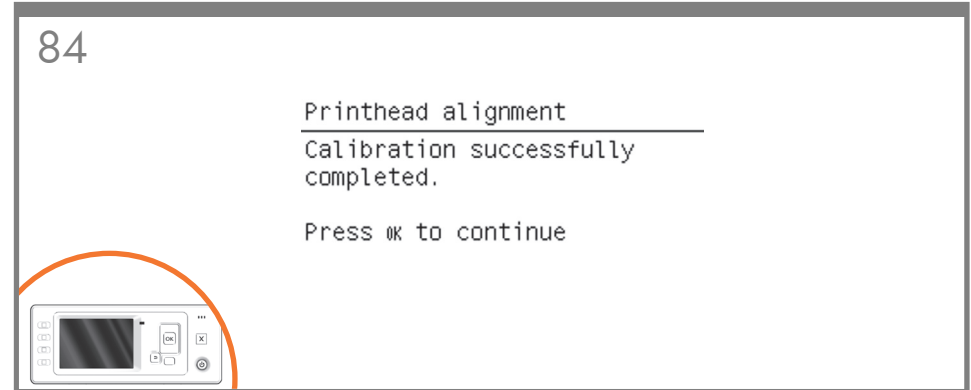 84
Printhead alignment
Calibration successfully
completed.
Press OK to continue
OK
X